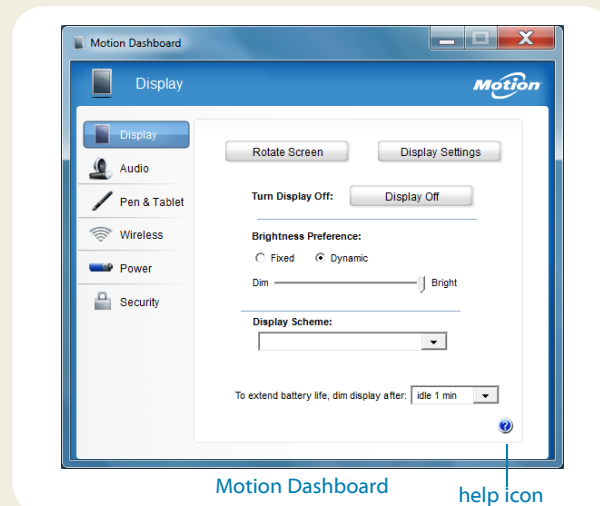 Motion Dashboard
Display
Motion
Display
Audio
Pen & Tablet
Wireless
Power
Security
Rotate Screen
Display Settings
Turn Display Off:
Display Off
Brightness Preference:
Fixed
Dynamic
Dim
Bright
Display Scheme:
To extend battery life, dim display after:
idle 1 min
?
Motion Dashboard
help icon